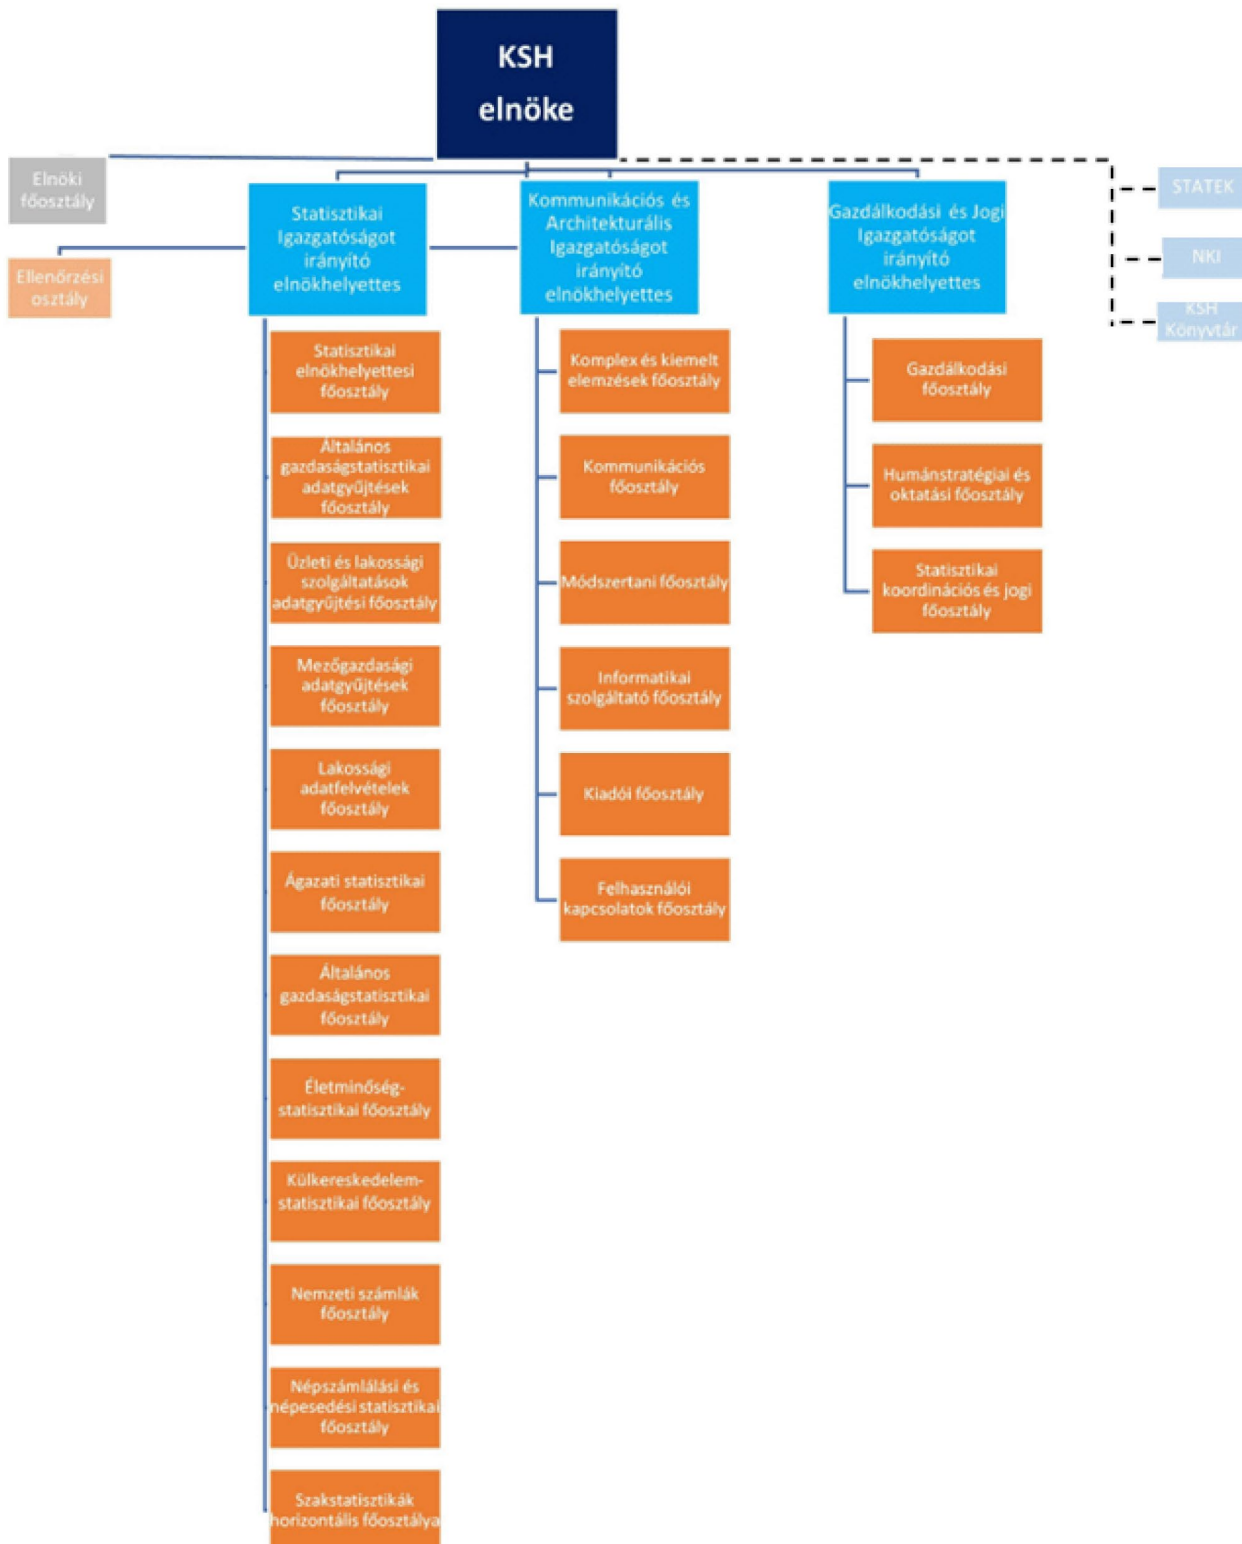 KSH
elnöke
Elnöki
főosztály
Ellenőrzési
osztály
STATEK
NKI
KSH
Könyvtár
Statisztikai
Igazgatóságot
irányító
elnökhelyettes
Statisztikai
elnökhelyettesi
főosztály
Általános
gazdaságstatisztikai
adatgyűjtések
főosztály
Üzleti és lakossági
szolgáltatások
adatgyűjtési főosztály
Mezőgazdasági
adatgyűjtések
főosztály
Lakossági
adatfelvételek
főosztály
Ágazati statisztikai
főosztály
Általános
gazdaságstatisztikai
főosztály
Életminőség-
statisztikai főosztály
Külkereskedelem-
statisztikai főosztály
Nemzeti számlák
főosztály
Népszámlálási és
népesedési statisztikai
főosztály
Szakstatisztikák
horizontális főosztálya
Kommunikációs és
Architekturális
Igazgatóságot
irányító
elnökhelyettes
Komplex és kiemelt
elemzések főosztály
Kommunikációs
főosztály
Módszertani főosztály
Informatikai
szolgáltató főosztály
Kiadói főosztály
Felhasználói
kapcsolatok főosztály
Gazdálkodási és Jogi
Igazgatóságot
irányító
elnökhelyettes
Gazdálkodási
főosztály
Humánstratégiai és
oktatási főosztály
Statisztikai
koordinációs és jogi
főosztály